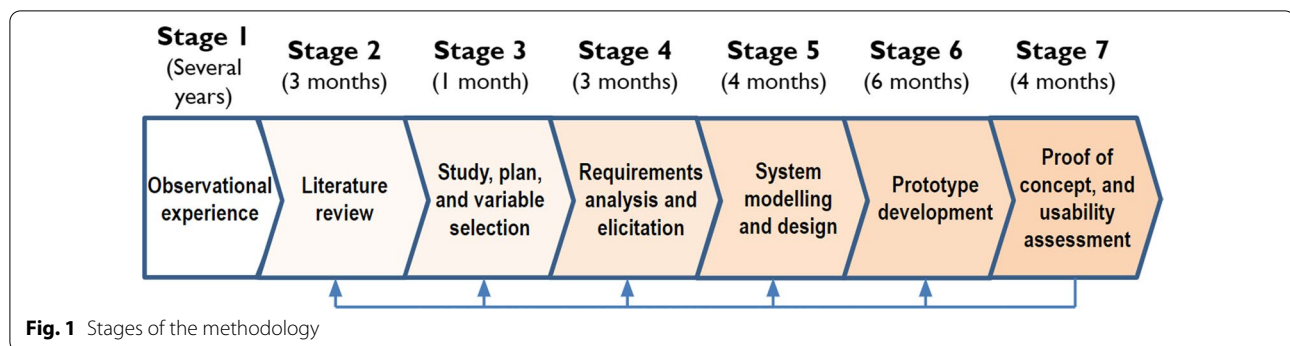 Stage 1
(Several
years)
Stage 2
(3 months)
Stage 3
(1 month)
Stage 4
(3 months)
Stage 5
(4 months)
Stage 6
(6 months)
Stage 7
(4 months)
Observational
experience
Literature
review
Study, plan,
and variable
selection
Requirements
analysis and
elicitation
System
modelling
and design
Prototype
development
Proof of
concept, and
usability
assessment
Fig. 1 Stages of the methodology